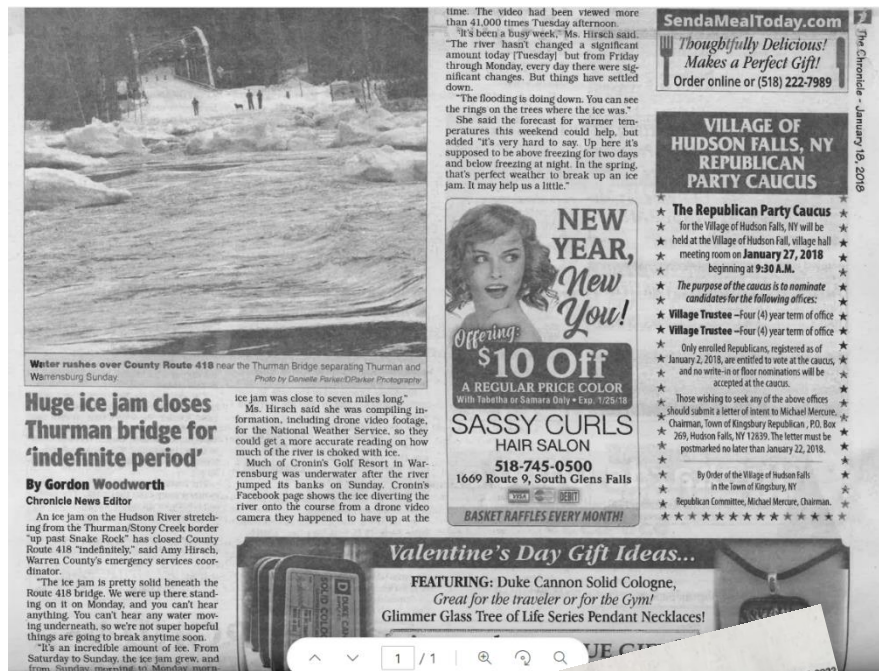 Water rushes over County Route 418 near the Thurman Bridge separating Thurman and
Warrensburg Sunday.
Photo by Danielle Parker/DParker Photography
Huge ice jam closes
Thurman bridge for
'indefinite period'
By Gordon Woodworth
Chronicle News Editor
An ice jam on the Hudson River stretch-
ing from the Thurman/Stony Creek border
"up past Snake Rock" has closed County
Route 418 "indefinitely," said Amy Hirsch,
Warren County's emergency services coor-
dinator.
"The ice jam is pretty solid beneath the
Route 418 bridge. We were up there stand-
ing on it on Monday, and you can't hear
anything. You can't hear any water mov-
ing underneath, so we're not super hopeful
things are going to break anytime soon.
"It's an incredible amount of ice. From
Saturday to Sunday, the ice jam grew, and
from Sunday morning to Monday morn-
ice jam was close to seven miles long."
Ms. Hirsch said she was compiling in-
formation, including drone video footage,
for the National Weather Service, so they
could get a more accurate reading on how
much of the river is choked with ice.
Much of Cronin's Golf Resort in War-
rensburg was underwater after the river
jumped its banks on Sunday. Cronin's
Facebook page shows the ice diverting the
river onto the course from a drone video
camera they happened to have up at the
time. The video had been viewed more
than 41,000 times Tuesday afternoon.
"It's been a busy week," Ms. Hirsch said.
"The river hasn't changed a significant
amount today [Tuesday] but from Friday
through Monday, every day there were sig-
nificant changes. But things have settled
down.
"The flooding is doing down. You can see
the rings on the trees where the ice was."
She said the forecast for warmer tem-
peratures this weekend could help, but
added "it's very hard to say. Up here it's
supposed to be above freezing for two days
and below freezing at night. In the spring,
that's perfect weather to break up an ice
jam. It may help us a little."
NEW
YEAR,
New
You!
Offering:
$10 Off
A REGULAR PRICE COLOR
With Tabetha or Samara Only • Exp. 1/25/18
SASSY CURLS
HAIR SALON
518-745-0500
1669 Route 9, South Glens Falls
VISA DEBIT
BASKET RAFFLES EVERY MONTH!
SendaMealToday.com
Thoughtfully Delicious!
Makes a Perfect Gift!
Order online or (518) 222-7989
The Chronicle - January 18, 2018
VILLAGE OF
HUDSON FALLS, NY
REPUBLICAN
PARTY CAUCUS
The Republican Party Caucus
for the Village of Hudson Falls, NY will be
held at the Village of Hudson Fall, village hall
meeting room on January 27, 2018
beginning at 9:30 A.M.
The purpose of the caucus is to nominate
candidates for the following offices:
Village Trustee –Four (4) year term of office
Village Trustee –Four (4) year term of office
Only enrolled Republicans, registered as of
January 2, 2018, are entitled to vote at the caucus,
and no write-in or floor nominations will be
accepted at the caucus.
Those wishing to seek any of the above offices
should submit a letter of intent to Michael Mercure,
Chairman, Town of Kingsbury Republican , P.O. Box
269, Hudson Falls, NY 12839. The letter must be
postmarked no later than January 22, 2018.
By Order of the Village of Hudson Falls
in the Town of Kingsbury, NY
Republican Committee, Michael Mercure, Chairman.
Valentine's Day Gift Ideas...
FEATURING: Duke Cannon Solid Cologne,
Great for the traveler or for the Gym!
Glimmer Glass Tree of Life Series Pendant Necklaces!
1 / 1